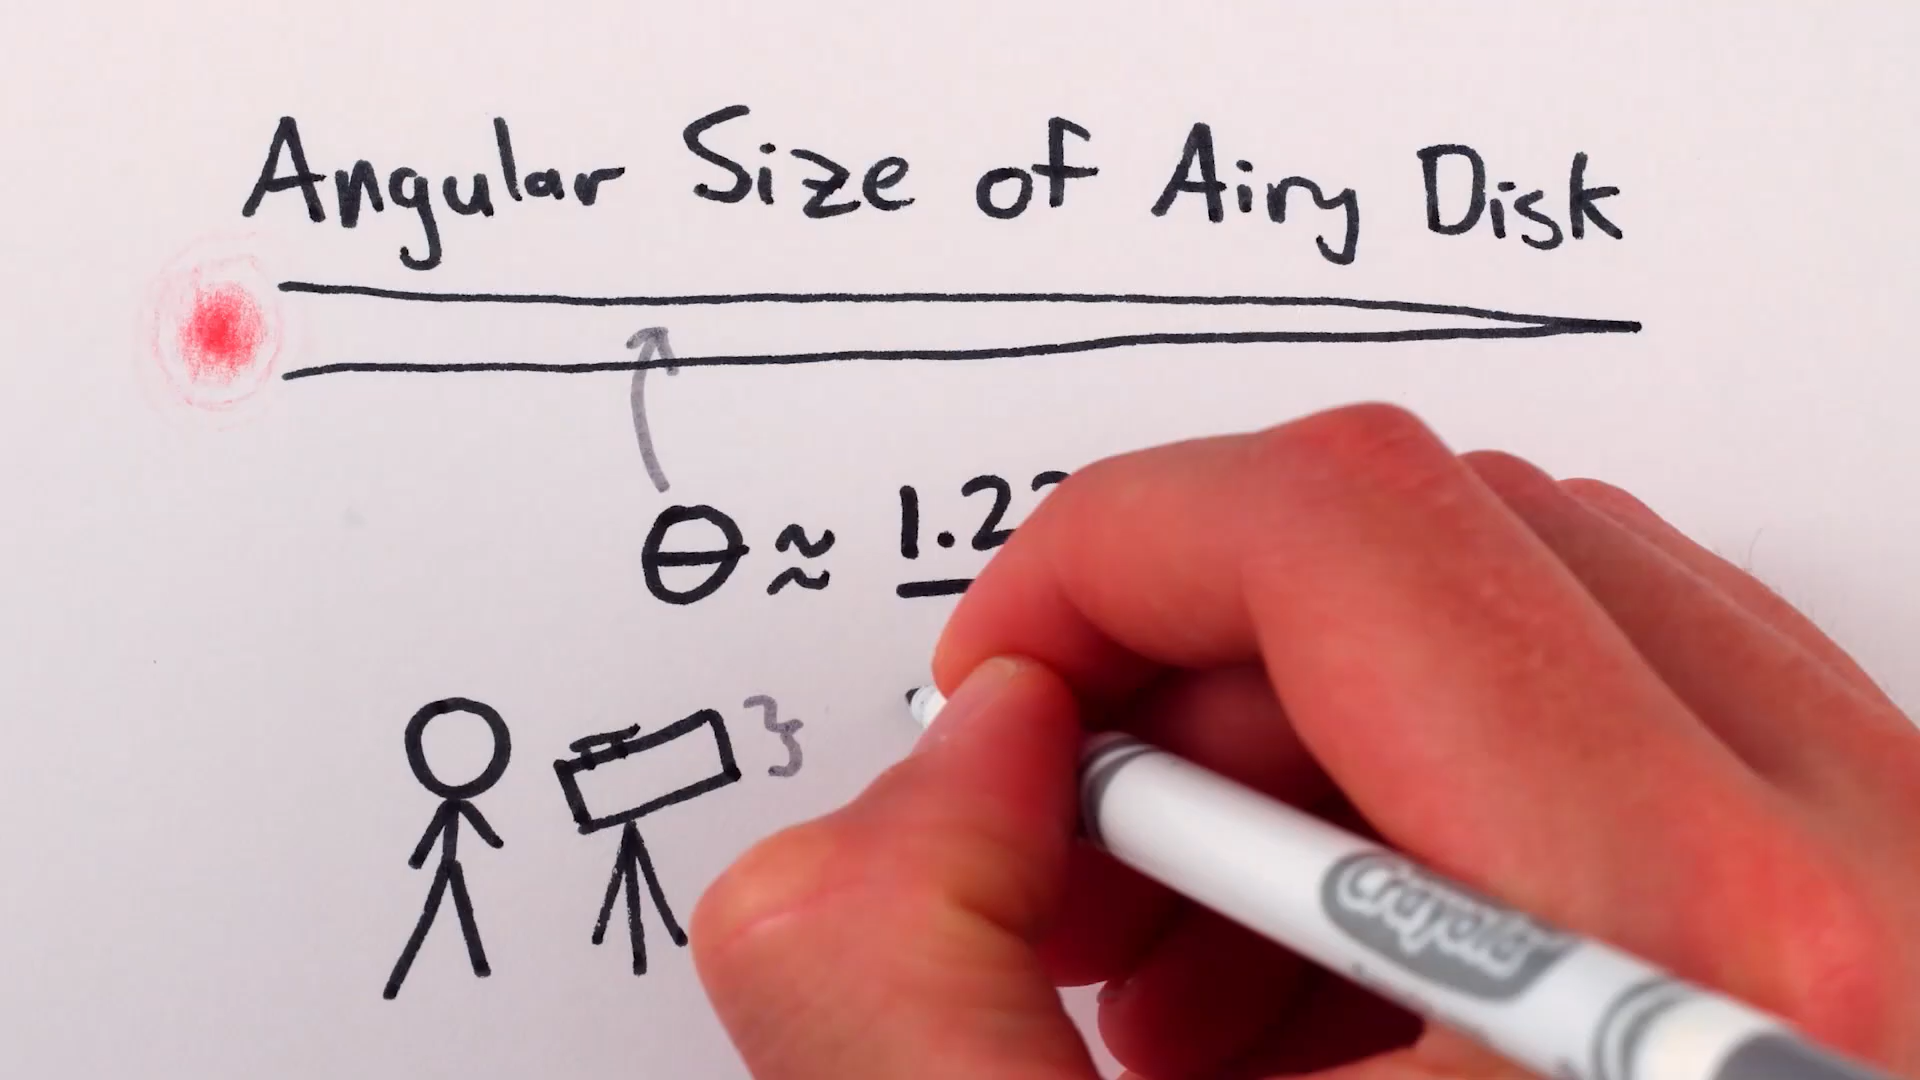 Angular Size of Airy Disk
θ ≈ 1.22
Crayola